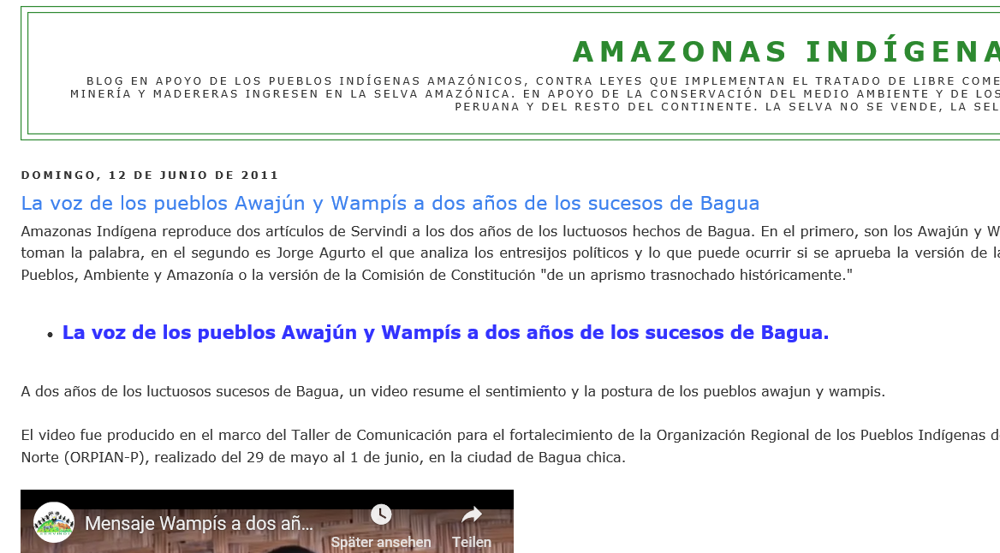 AMAZONAS INDÍGENA
BLOG EN APOYO DE LOS PUEBLOS INDÍGENAS AMAZÓNICOS, CONTRA LEYES QUE IMPLEMENTAN EL TRATADO DE LIBRE COME
MINERÍA Y MADERERAS INGRESEN EN LA SELVA AMAZÓNICA. EN APOYO DE LA CONSERVACIÓN DEL MEDIO AMBIENTE Y DE LOS
PERUANA Y DEL RESTO DEL CONTINENTE. LA SELVA NO SE VENDE, LA SEL
DOMINGO, 12 DE JUNIO DE 2011
La voz de los pueblos Awajún y Wampís a dos años de los sucesos de Bagua
Amazonas Indígena reproduce dos artículos de Servindi a los dos años de los luctuosos hechos de Bagua. En el primero, son los Awajún y W
toman la palabra, en el segundo es Jorge Agurto el que analiza los entresijos políticos y lo que puede ocurrir si se aprueba la versión de la
Pueblos, Ambiente y Amazonía o la versión de la Comisión de Constitución "de un aprismo trasnochado históricamente."
• La voz de los pueblos Awajún y Wampís a dos años de los sucesos de Bagua.
A dos años de los luctuosos sucesos de Bagua, un video resume el sentimiento y la postura de los pueblos awajun y wampis.
El video fue producido en el marco del Taller de Comunicación para el fortalecimiento de la Organización Regional de los Pueblos Indígenas d
Norte (ORPIAN-P), realizado del 29 de mayo al 1 de junio, en la ciudad de Bagua chica.
Mensaje Wampís a dos añ...
Später ansehen Teilen
SERVINDI